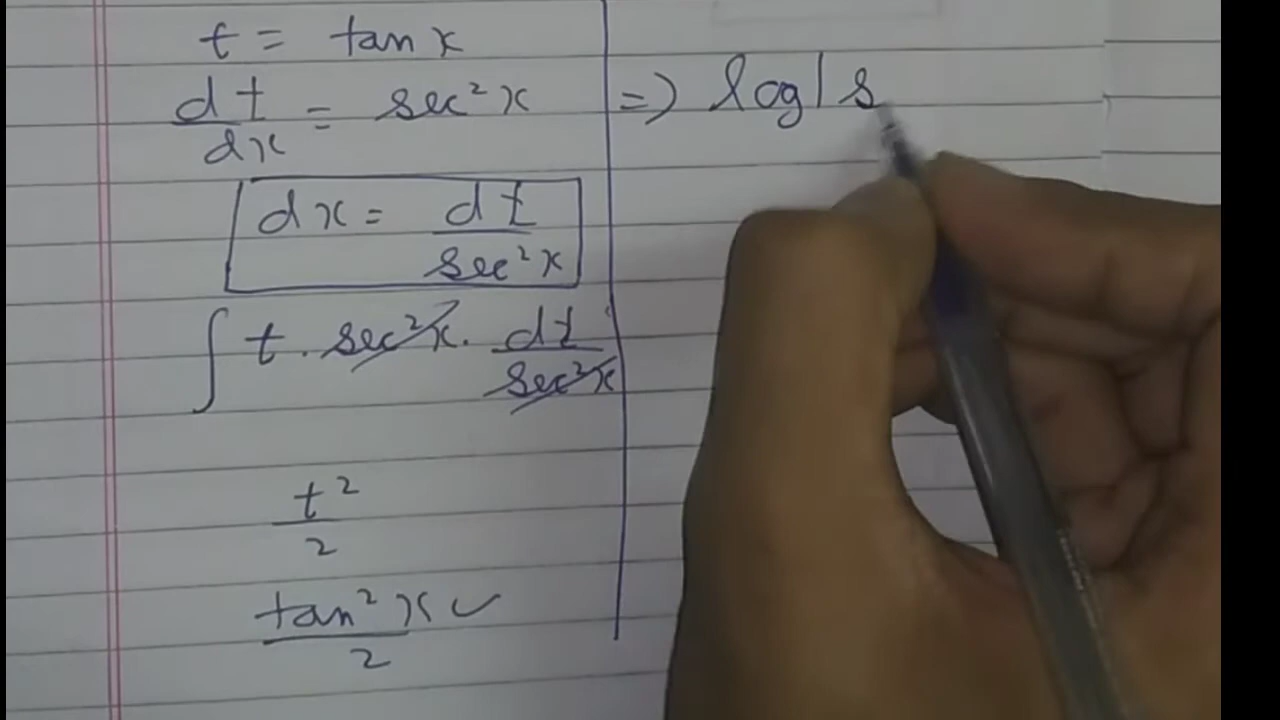 t = tan x
dt/dx = sec²x
dx = dt/sec²x
∫ t . sec²x . dt/sec²x
t²/2
tan²x/2 ✓
=> log|s